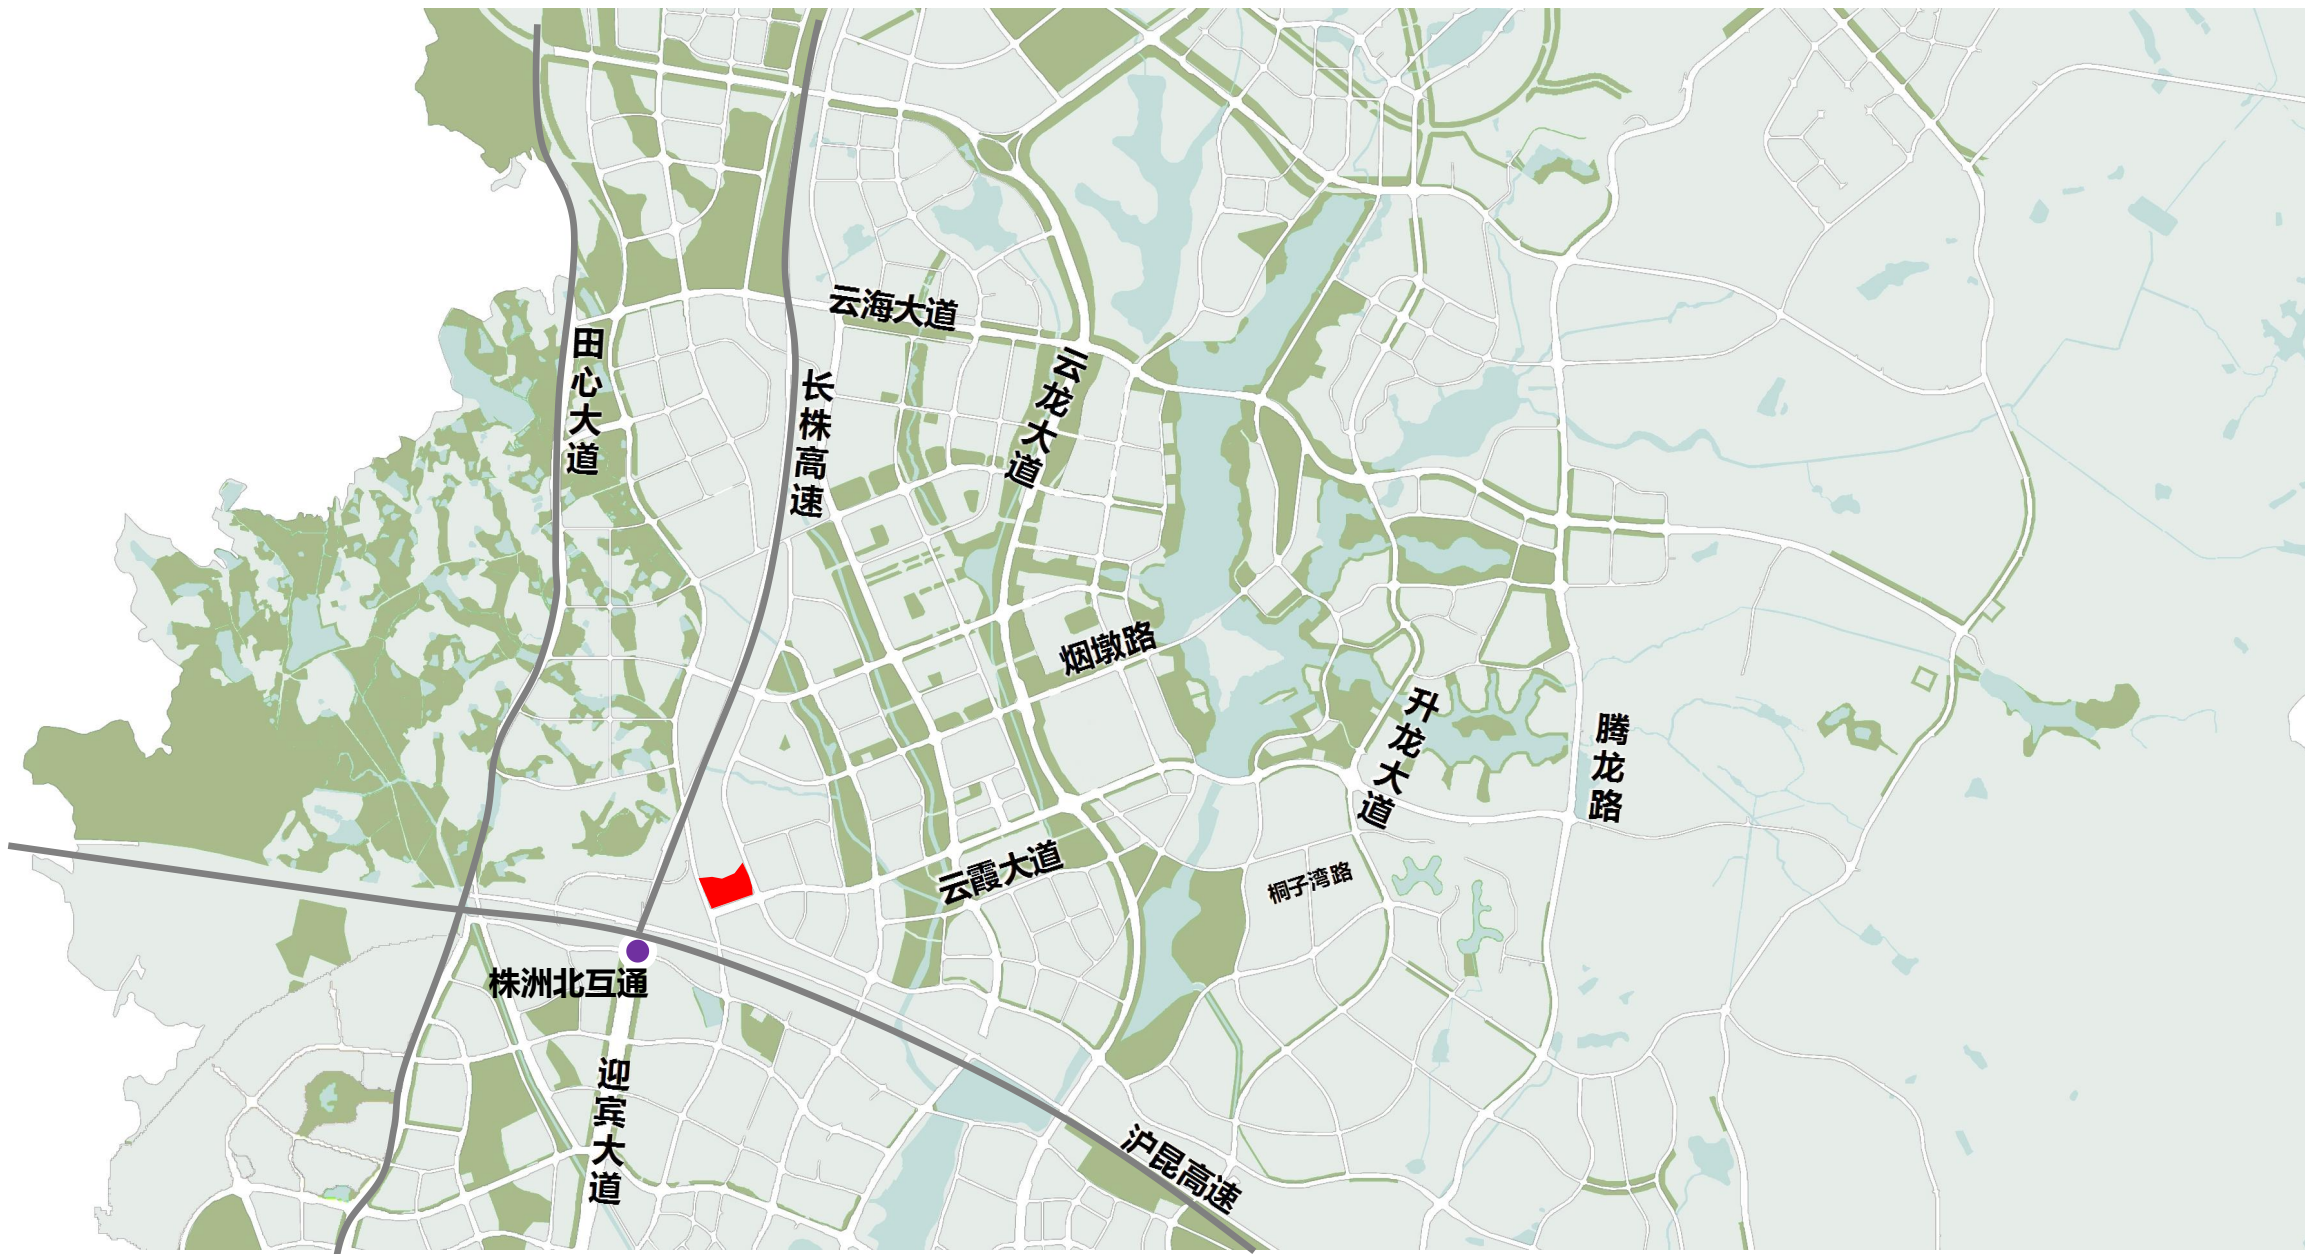 云海大道
田心大道
长株高速
云龙大道
烟墩路
升龙大道
腾龙路
云霞大道
桐子湾路
株洲北互通
迎宾大道
沪昆高速